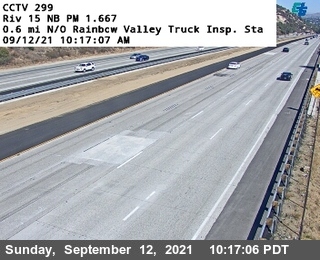 CCTV 299
Riv 15 NB PM 1.667
0.6 mi N/O Rainbow Valley Truck Insp. Sta
09/12/21 10:17:07 AM
Sunday, September 12, 2021 10:17:06 PDT